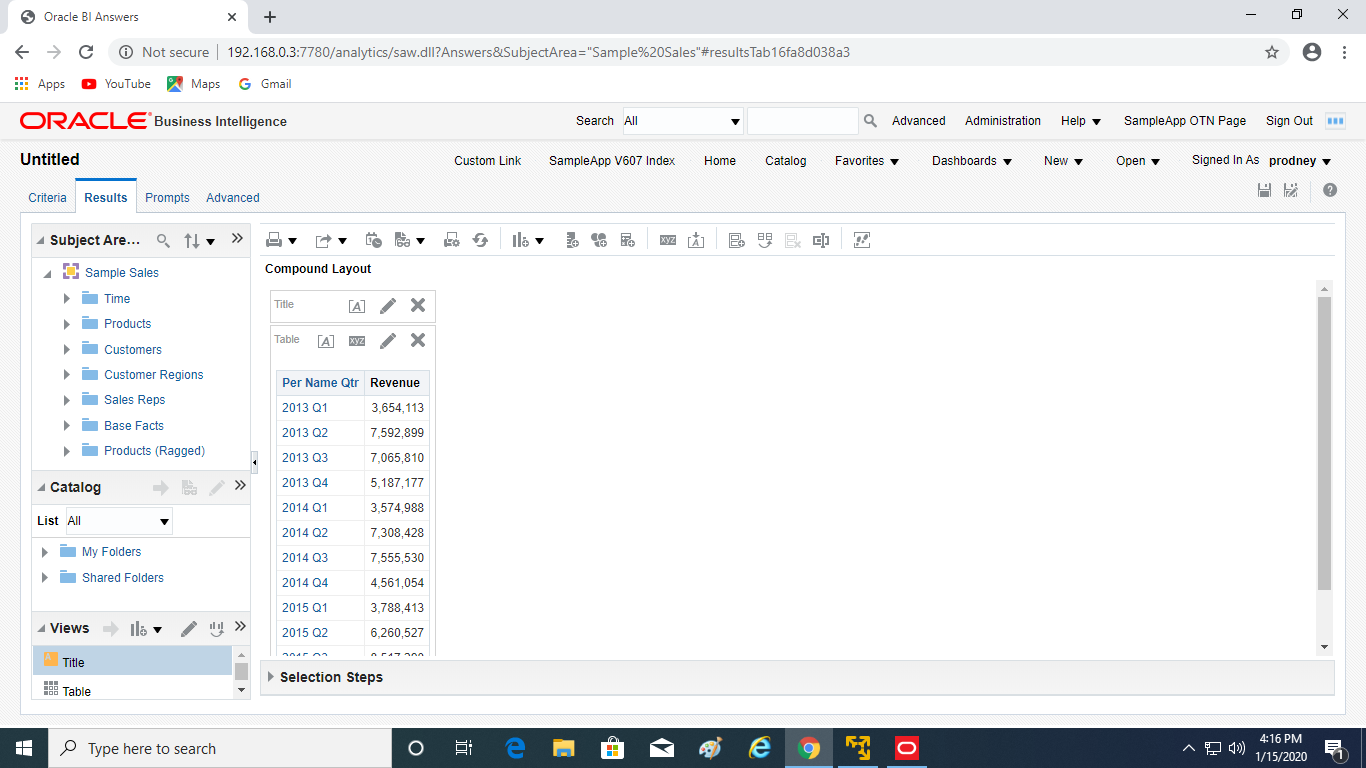 Oracle BI Answers
Not secure 192.168.0.3:7780/analytics/saw.dll?Answers&SubjectArea="Sample%20Sales"#resultsTab16fa8d038a3
Apps YouTube Maps Gmail
ORACLE Business Intelligence Search All Advanced Administration Help SampleApp OTN Page Sign Out
Untitled Custom Link SampleApp V607 Index Home Catalog Favorites Dashboards New Open Signed In As prodney
Criteria Results Prompts Advanced
Subject Are...
Sample Sales
Time
Products
Customers
Customer Regions
Sales Reps
Base Facts
Products (Ragged)
Catalog
List All
My Folders
Shared Folders
Views
Title
Table
Compound Layout
Title
Table xyz
Per Name Qtr Revenue
2013 Q1 3,654,113
2013 Q2 7,592,899
2013 Q3 7,065,810
2013 Q4 5,187,177
2014 Q1 3,574,988
2014 Q2 7,308,428
2014 Q3 7,555,530
2014 Q4 4,561,054
2015 Q1 3,788,413
2015 Q2 6,260,527
Selection Steps
Type here to search
4:16 PM
1/15/2020